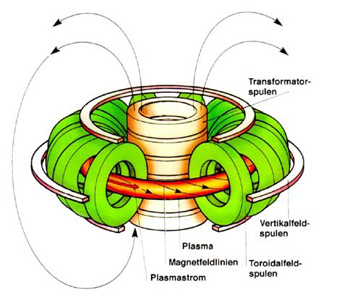 Transformator-
spulen
Vertikalfeld-
spulen
Plasma
Magnetfeldlinien
Plasmastrom
Toroidalfeld-
spulen